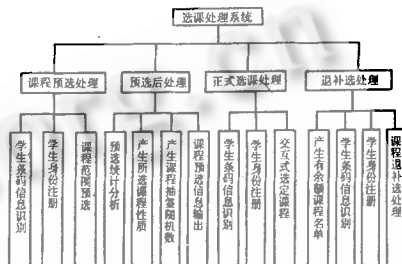 选课处理系统
课程预选处理
预选后处理
正式选课处理
退补选处理
学生条码信息识别
学生身份注册
课程范围预选
预选统计分析
产生所选课程性质
产生课程抽签随机数
课程预选信息输出
学生条码信息识别
学生身份注册
交互式选定课程
产生有余额课程名单
学生条码信息识别
学生身份注册
课程退补选处理